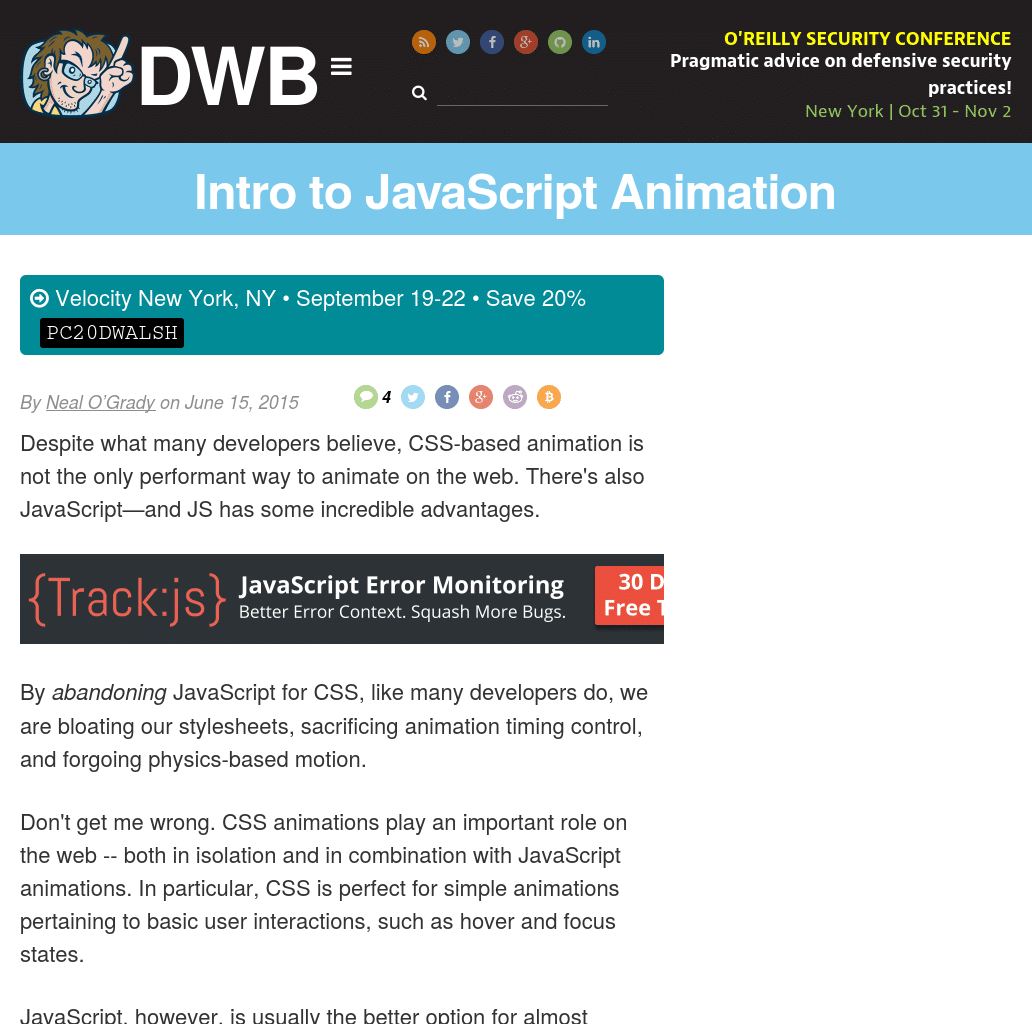 DWB
O'REILLY SECURITY CONFERENCE
Pragmatic advice on defensive security
practices!
New York | Oct 31 - Nov 2
Intro to JavaScript Animation
Velocity New York, NY • September 19-22 • Save 20%
PC20DWALSH
By Neal O'Grady on June 15, 2015
4
Despite what many developers believe, CSS-based animation is
not the only performant way to animate on the web. There's also
JavaScript—and JS has some incredible advantages.
{Track:js}
JavaScript Error Monitoring
Better Error Context. Squash More Bugs.
30 D
Free T
By abandoning JavaScript for CSS, like many developers do, we
are bloating our stylesheets, sacrificing animation timing control,
and forgoing physics-based motion.
Don't get me wrong. CSS animations play an important role on
the web -- both in isolation and in combination with JavaScript
animations. In particular, CSS is perfect for simple animations
pertaining to basic user interactions, such as hover and focus
states.
JavaScript, however, is usually the better option for almost